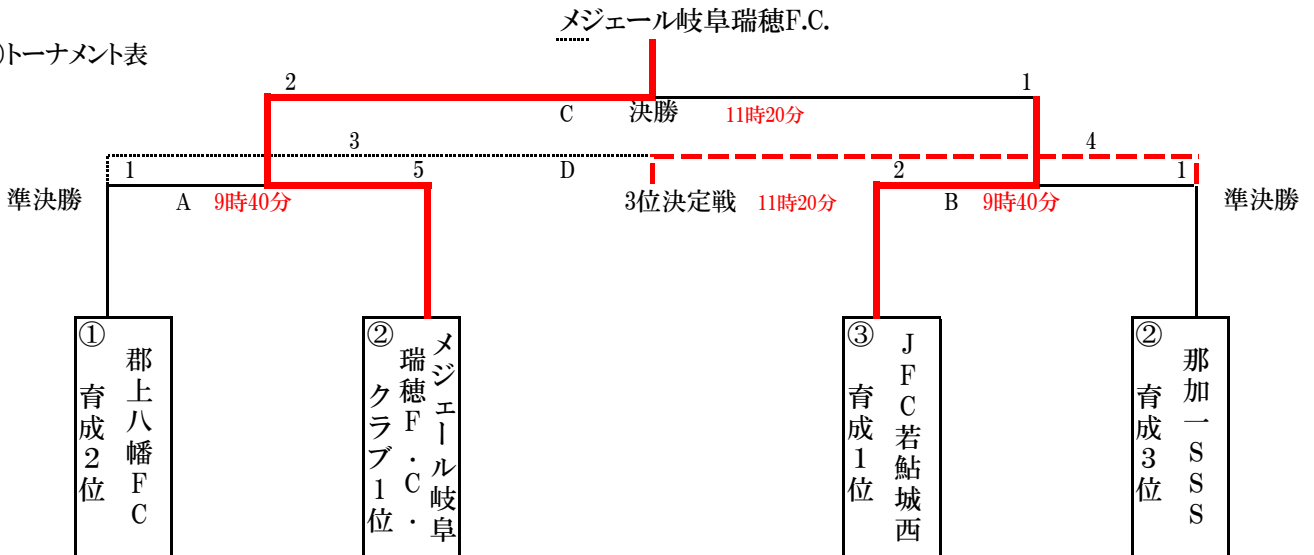 メジェール岐阜瑞穂F.C.
)トーナメント表
2
1
C
決勝
11時20分
3
4
1
5
D
2
1
準決勝
A
9時40分
3位決定戦
11時20分
B
9時40分
準決勝
①
郡上八幡FC
育成2位
②
メジェール岐阜
瑞穂F.C.
クラブ1位
③
JFC若鮎城西
育成1位
②
那加一SSS
育成3位